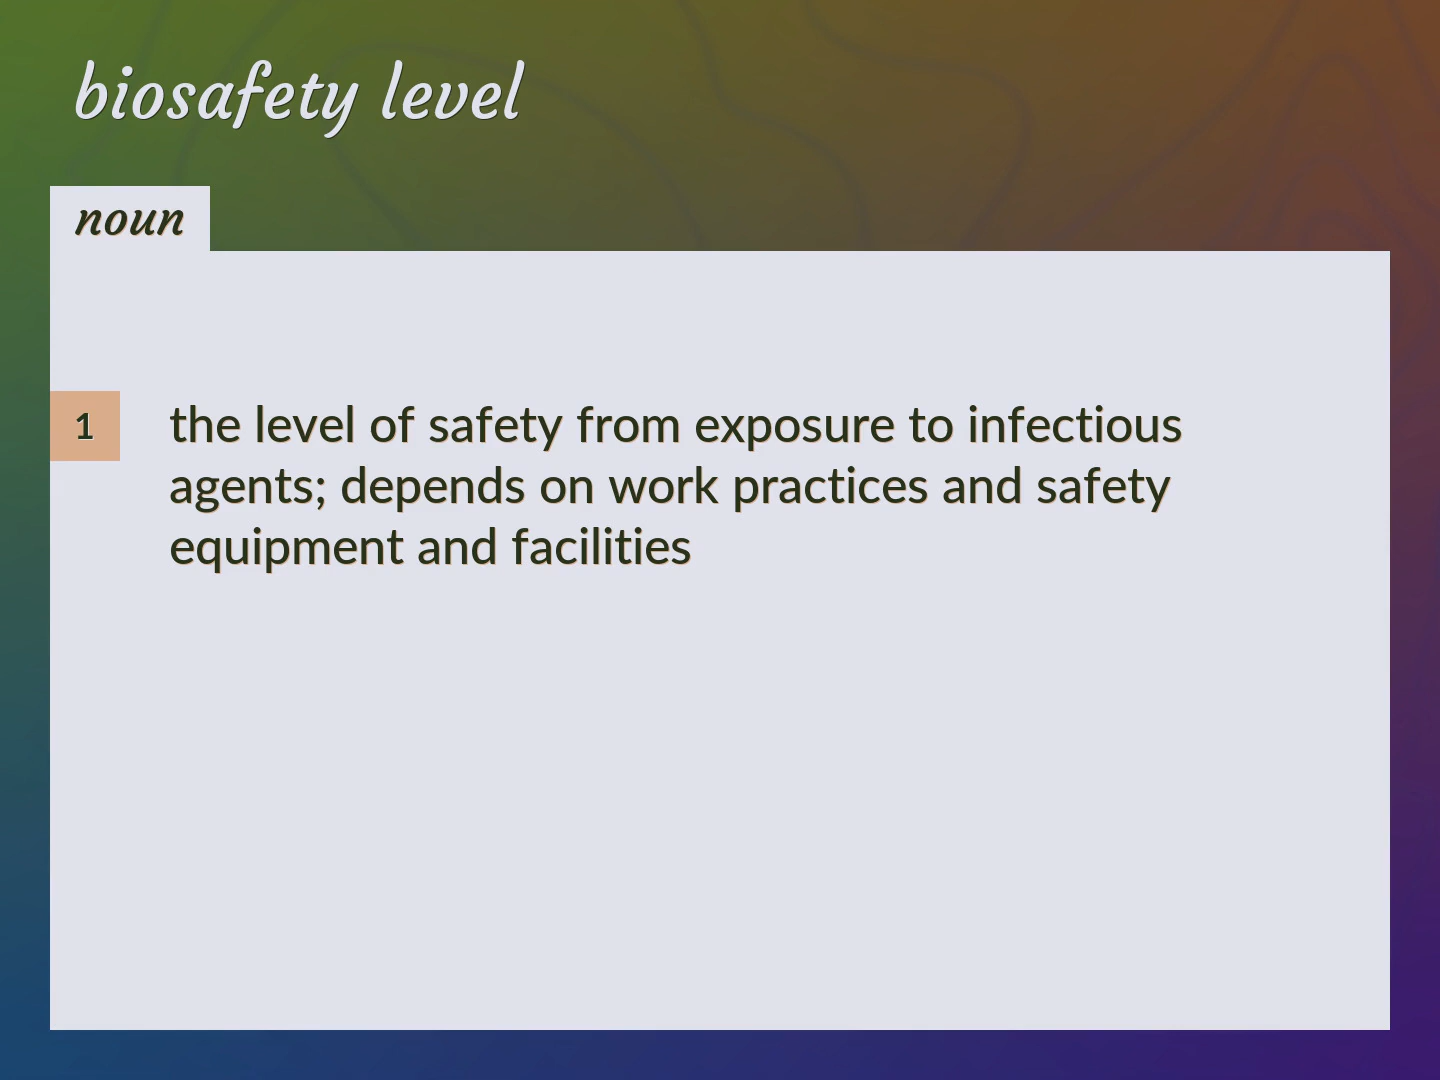 biosafety level
noun
1
the level of safety from exposure to infectious
agents; depends on work practices and safety
equipment and facilities